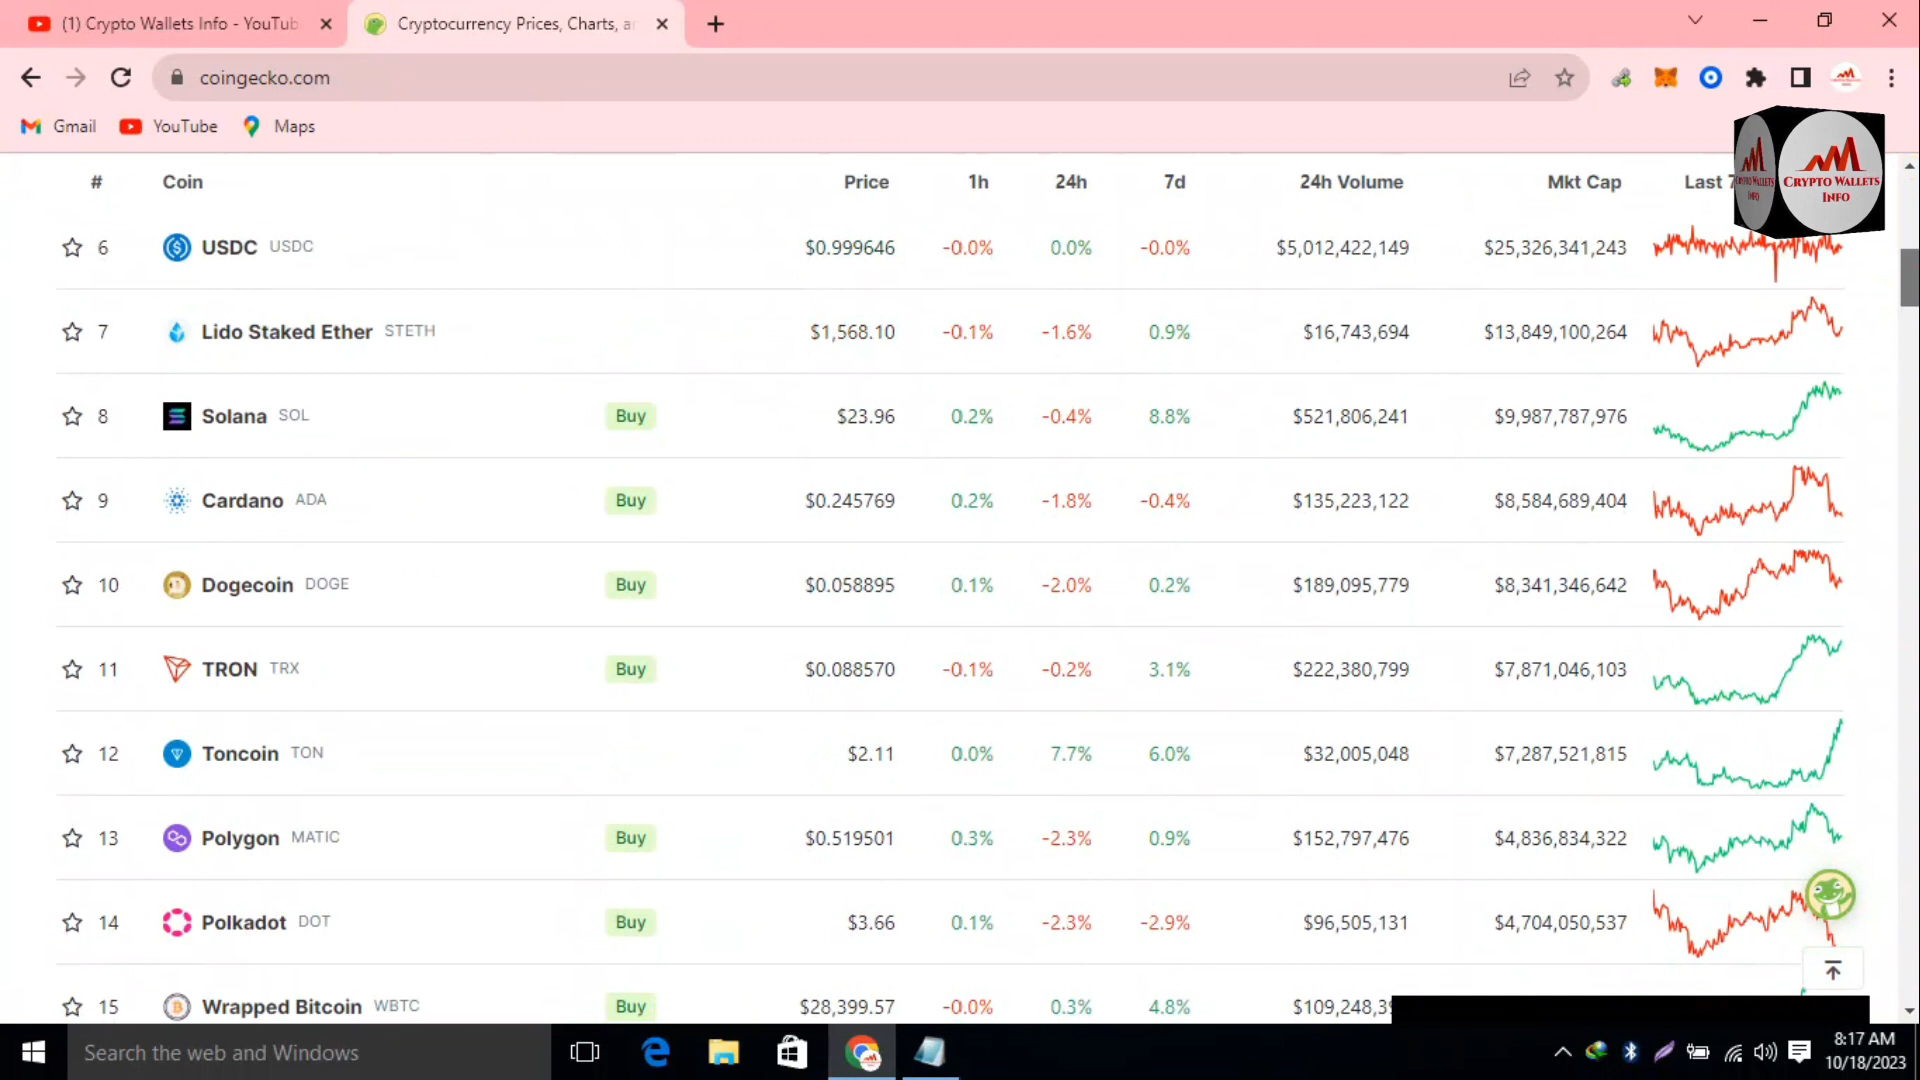 (1) Crypto Wallets Info - YouTub
Cryptocurrency Prices, Charts, a
coingecko.com
Gmail YouTube Maps
CRYPTO WALLETS
INFO
CRYPTO WALLETS
INFO
# Coin Price 1h 24h 7d 24h Volume Mkt Cap Last 7
6 USDC USDC $0.999646 -0.0% 0.0% -0.0% $5,012,422,149 $25,326,341,243
7 Lido Staked Ether STETH $1,568.10 -0.1% -1.6% 0.9% $16,743,694 $13,849,100,264
8 Solana SOL Buy $23.96 0.2% -0.4% 8.8% $521,806,241 $9,987,787,976
9 Cardano ADA Buy $0.245769 0.2% -1.8% -0.4% $135,223,122 $8,584,689,404
10 Dogecoin DOGE Buy $0.058895 0.1% -2.0% 0.2% $189,095,779 $8,341,346,642
11 TRON TRX Buy $0.088570 -0.1% -0.2% 3.1% $222,380,799 $7,871,046,103
12 Toncoin TON $2.11 0.0% 7.7% 6.0% $32,005,048 $7,287,521,815
13 Polygon MATIC Buy $0.519501 0.3% -2.3% 0.9% $152,797,476 $4,836,834,322
14 Polkadot DOT Buy $3.66 0.1% -2.3% -2.9% $96,505,131 $4,704,050,537
15 Wrapped Bitcoin WBTC Buy $28,399.57 -0.0% 0.3% 4.8% $109,248,3
Search the web and Windows
8:17 AM
10/18/2023